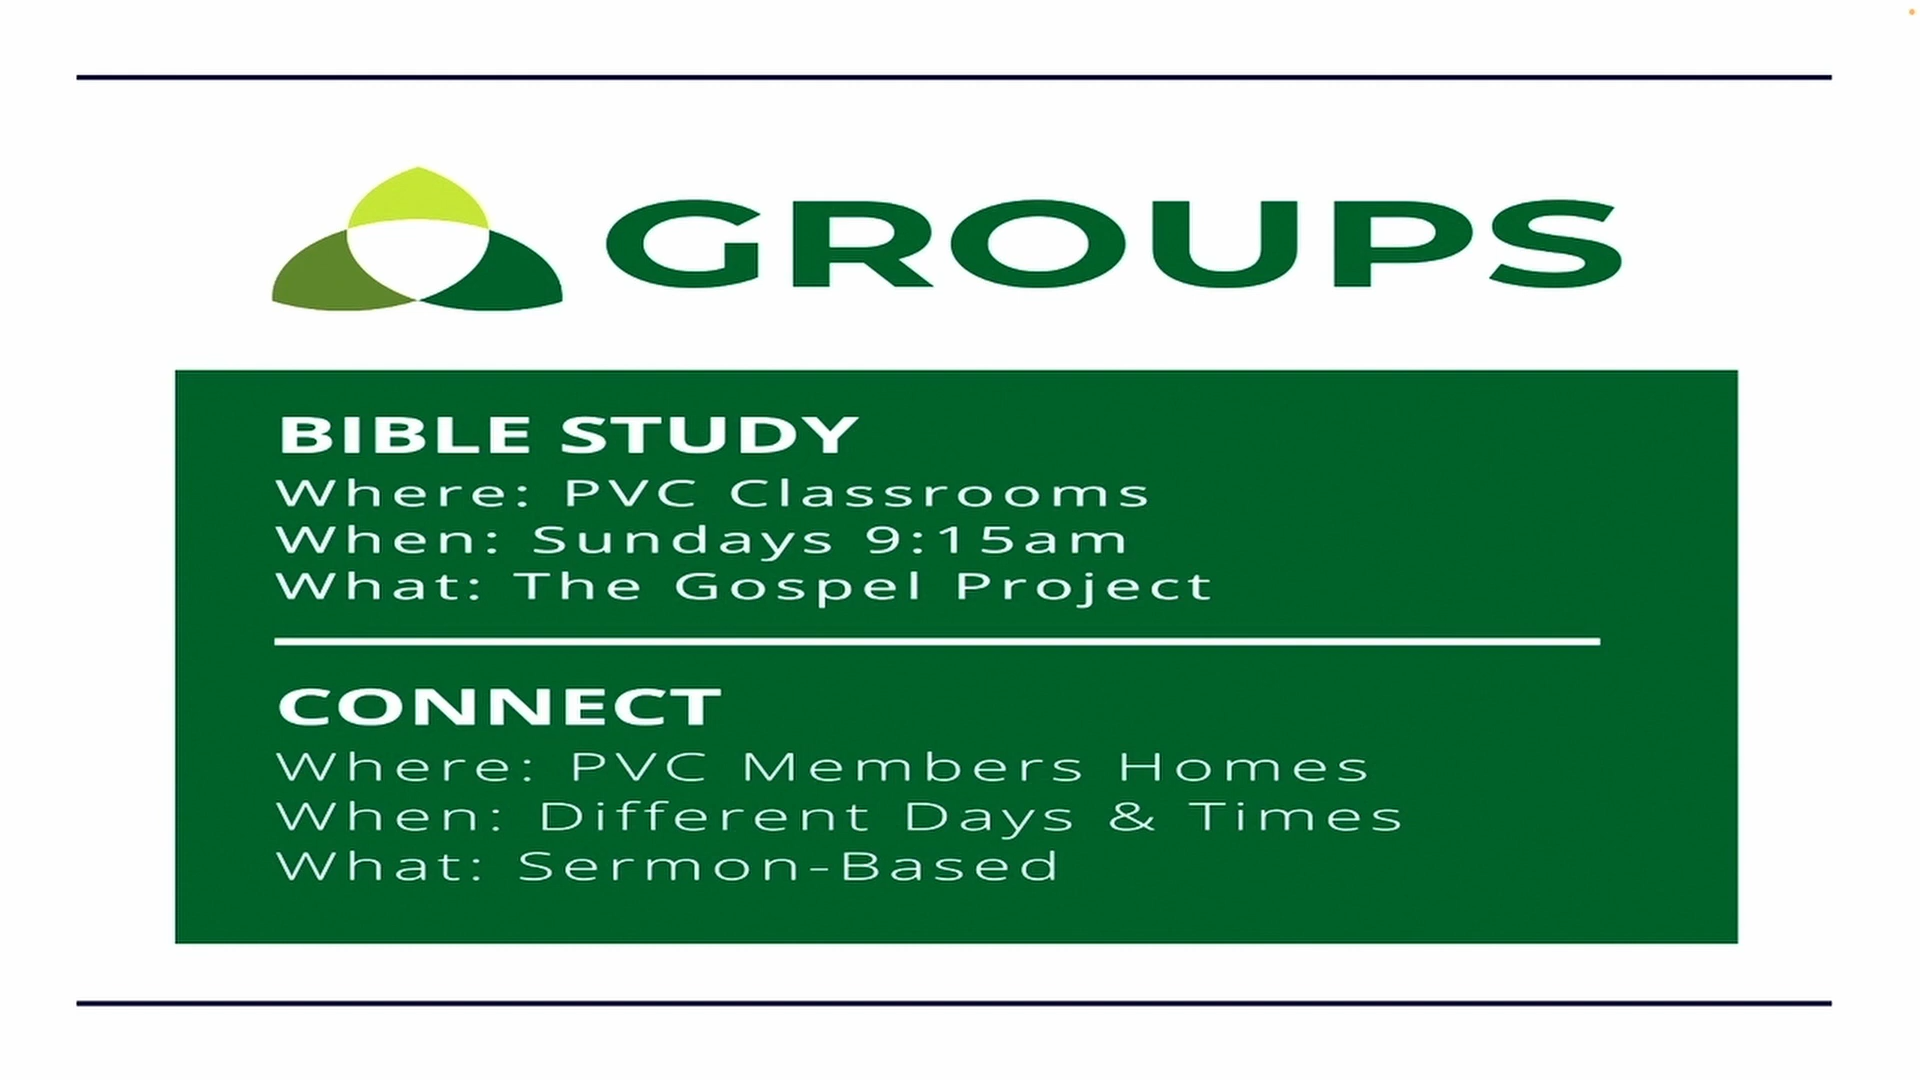 GROUPS
BIBLE STUDY
Where: PVC Classrooms
When: Sundays 9:15am
What: The Gospel Project
CONNECT
Where: PVC Members Homes
When: Different Days & Times
What: Sermon-Based